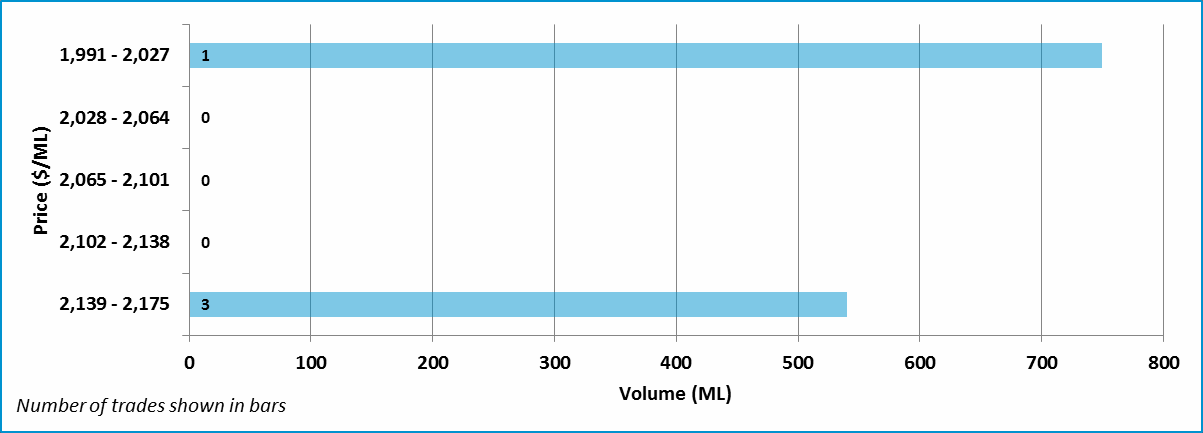 1,991 - 2,027 1
2,028 - 2,064 0
2,065 - 2,101 0
2,102 - 2,138 0
2,139 - 2,175 3
Price ($/ML)
0 100 200 300 400 500 600 700 800
Volume (ML)
Number of trades shown in bars